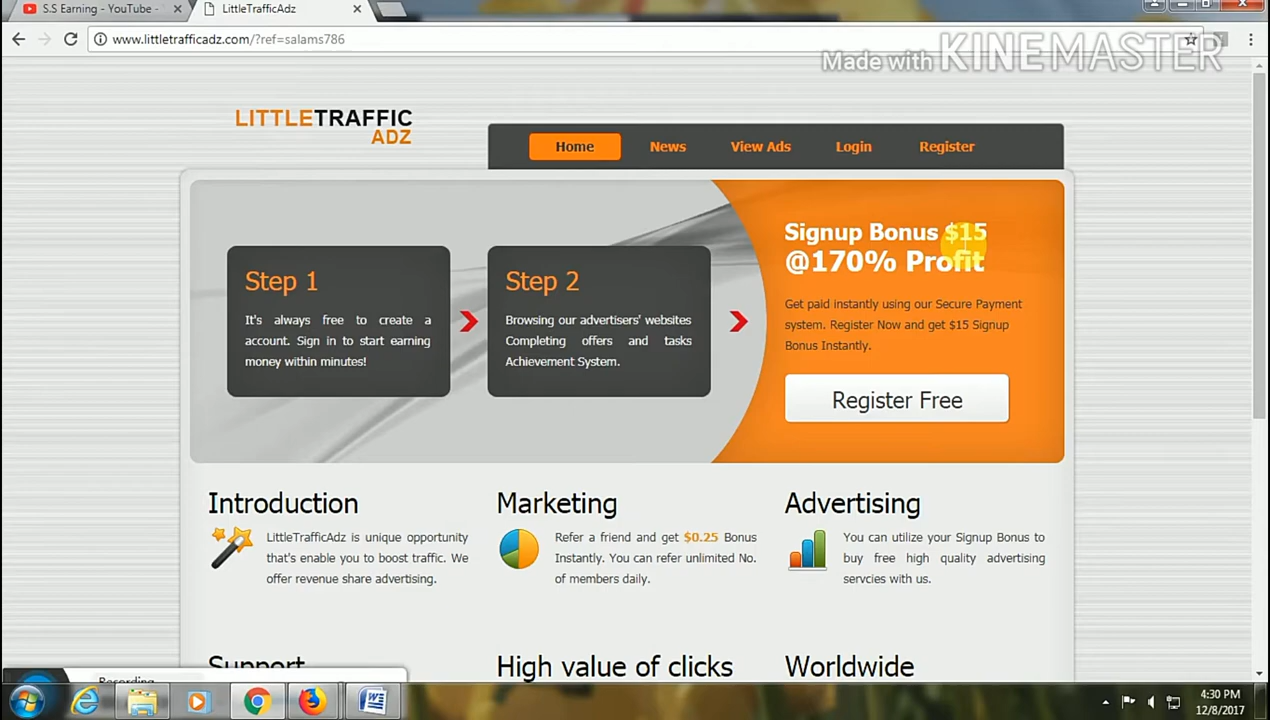 S.S Earning - YouTube -
LittleTrafficAdz
www.littletrafficadz.com/?ref=salams786
Made with KINEMASTER
LITTLETRAFFIC
ADZ
Home News View Ads Login Register
Signup Bonus $15
@170% Profit
Get paid instantly using our Secure Payment
system. Register Now and get $15 Signup
Bonus Instantly.
Register Free
Step 1
It's always free to create a
account. Sign in to start earning
money within minutes!
Step 2
Browsing our advertisers' websites
Completing offers and tasks
Achievement System.
Introduction
LittleTrafficAdz is unique opportunity
that's enable you to boost traffic. We
offer revenue share advertising.
Marketing
Refer a friend and get $0.25 Bonus
Instantly. You can refer unlimited No.
of members daily.
Advertising
You can utilize your Signup Bonus to
buy free high quality advertising
servcies with us.
Support
High value of clicks
Worldwide
Recording
4:30 PM
12/8/2017